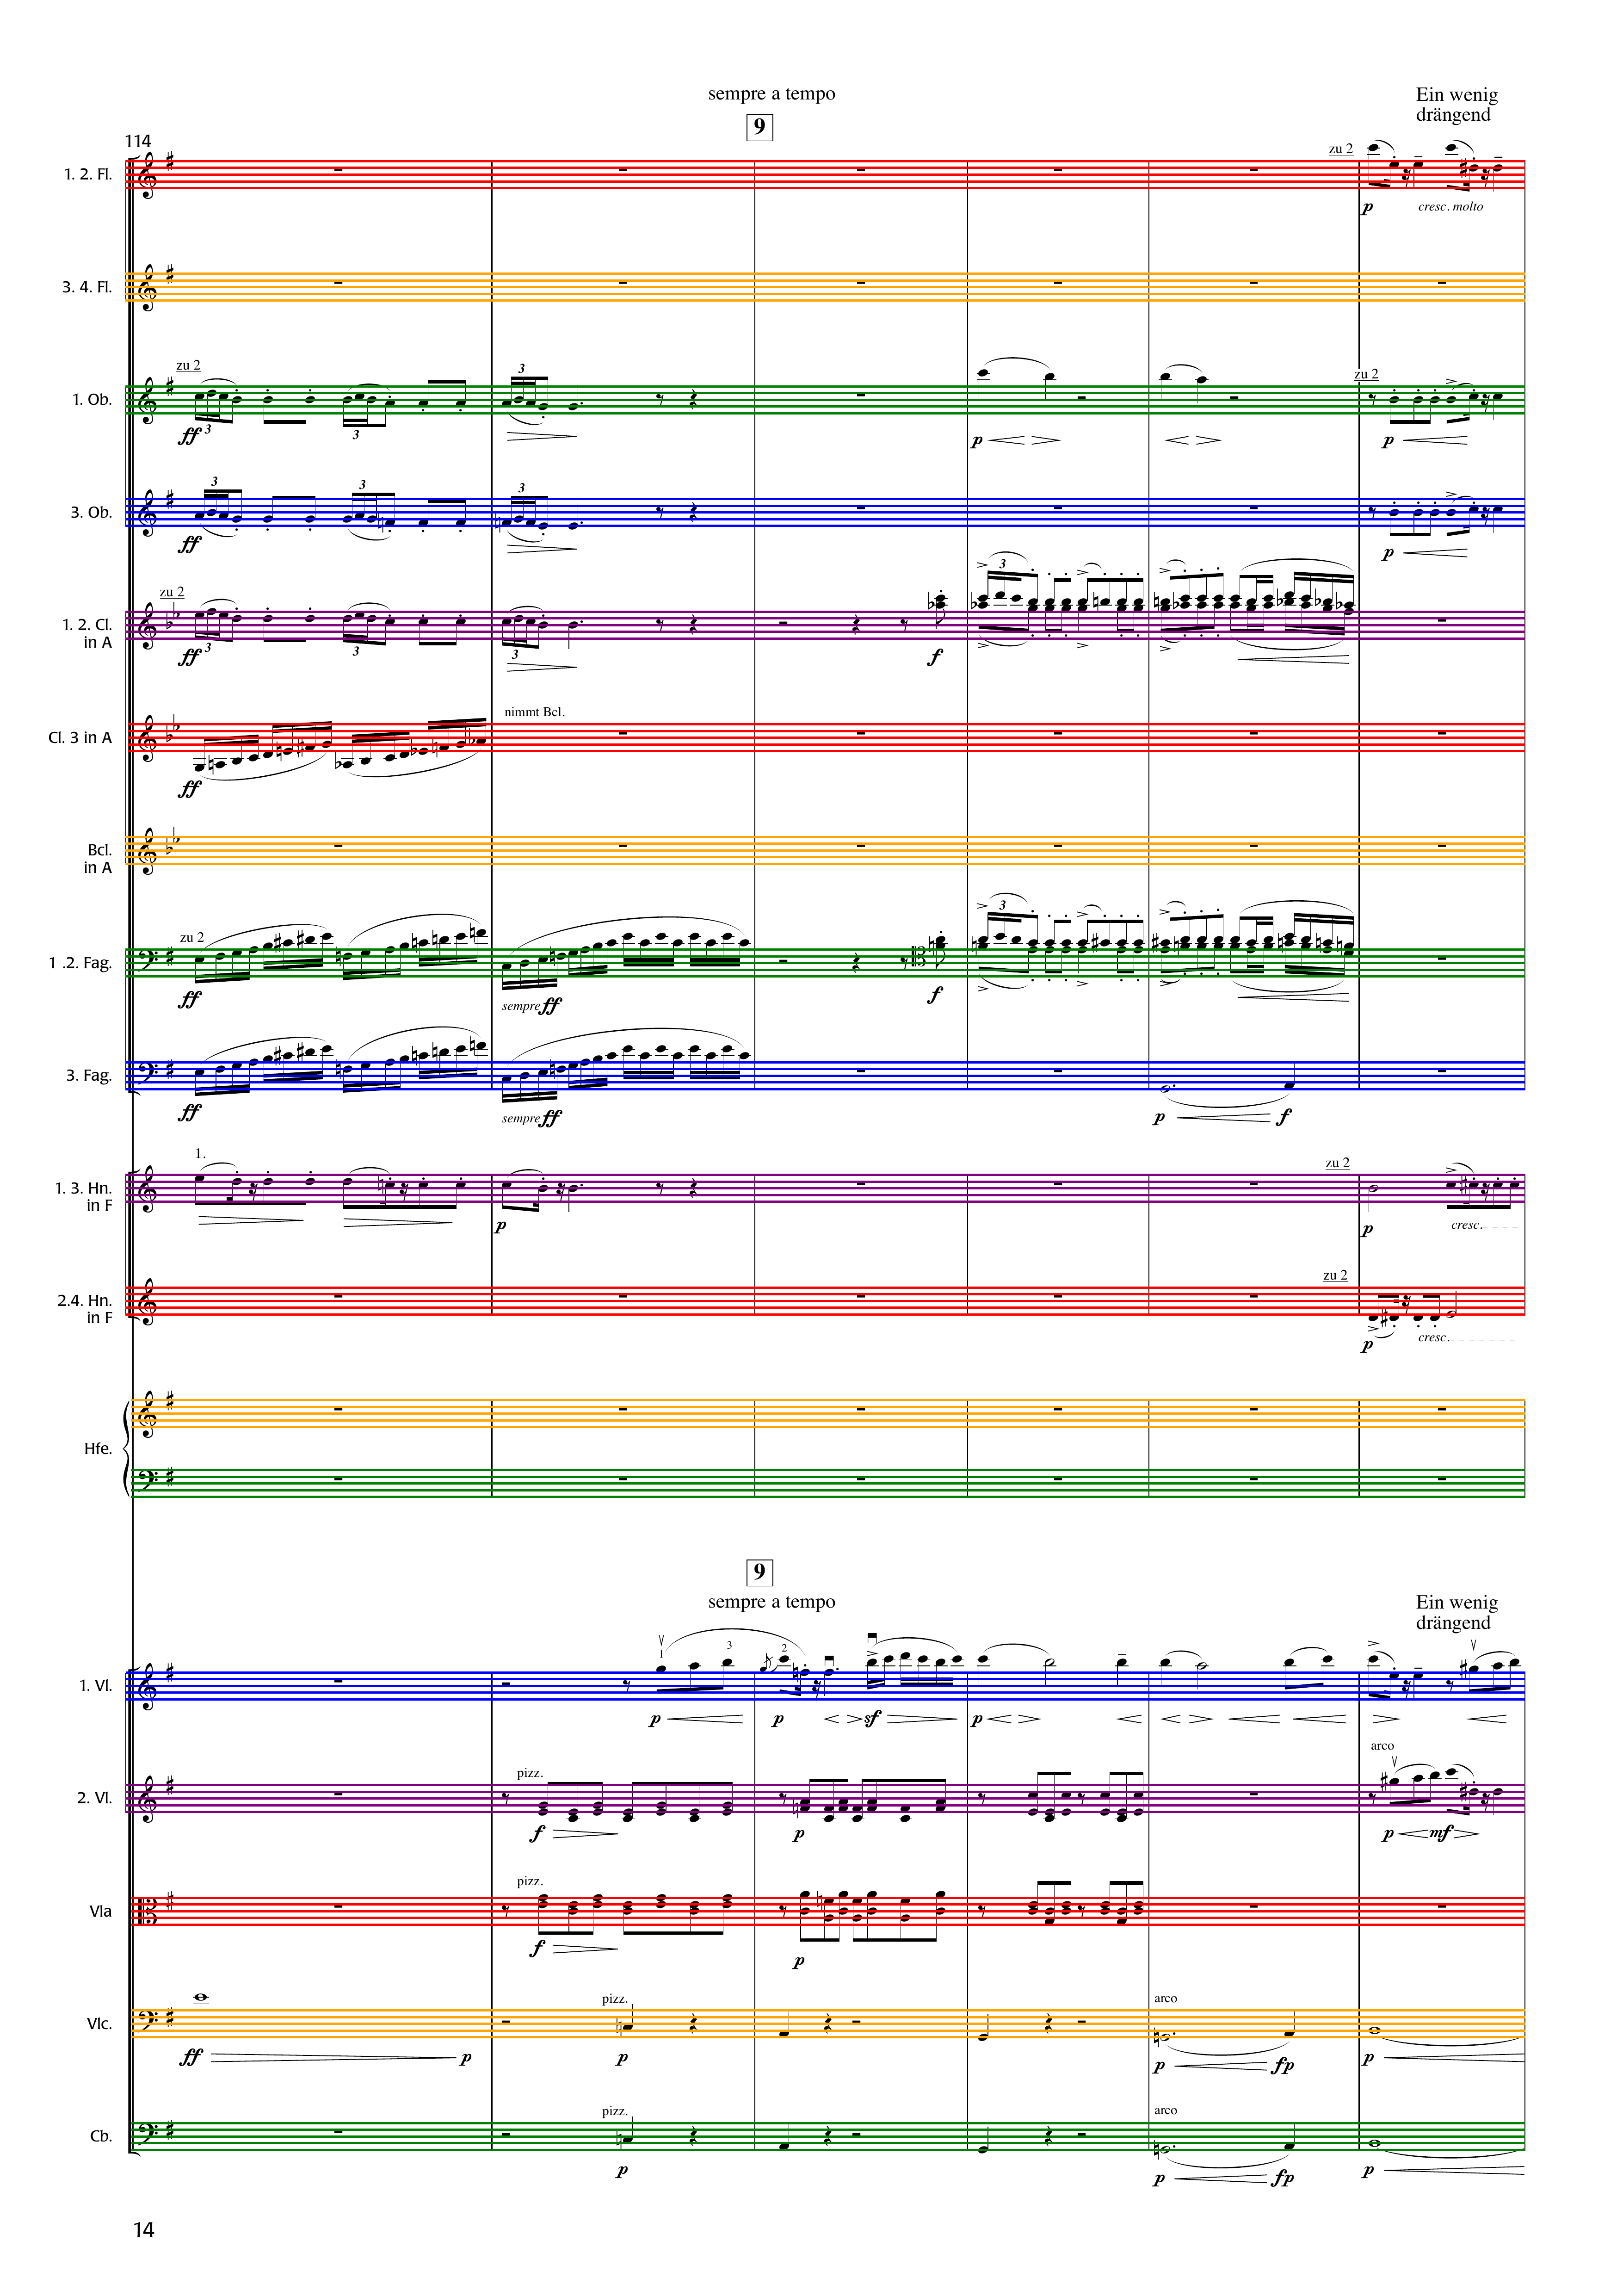 sempre a tempo
Ein wenig
drängend
9
114
1. 2. Fl.
zu 2
p
cresc. molto
3. 4. Fl.
zu 2
3
zu 2
1. Ob.
ff
3
3
p
p
3
3
3
3. Ob.
ff
p
zu 2
3
1. 2. Cl.
in A
ff
3
3
3
f
nimmt Bcl.
Cl. 3 in A
ff
Bcl.
in A
zu 2
3
1 .2. Fag.
ff
sempre ff
f
3. Fag.
ff
sempre ff
p
f
1.
zu 2
1. 3. Hn.
in F
p
p
cresc.
zu 2
2.4. Hn.
in F
p
cresc.
Hfe.
9
sempre a tempo
Ein wenig
drängend
1
3
2
1. Vl.
p
p
sf
p
arco
pizz.
2. Vl.
f
p
p
mf
pizz.
Vla
f
p
pizz.
arco
Vlc.
ff
p
p
p
fp
p
pizz.
arco
Cb.
p
p
fp
p
14